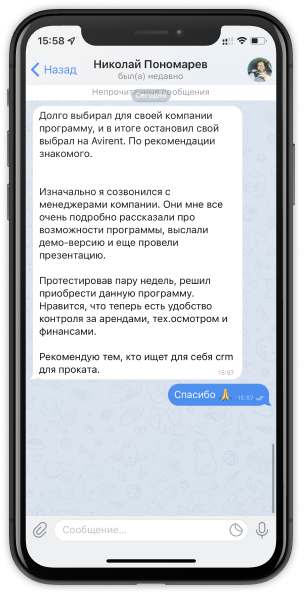 15:58
Назад
Николай Пономарев
был(а) недавно
Непрочитанные сообщения
Сегодня
Долго выбирал для своей компании
программу, и в итоге остановил свой
выбрал на Avirent. По рекомендации
знакомого.
Изначально я созвонился с
менеджерами компании. Они мне все
очень подробно рассказали про
возможности программы, выслали
демо-версию и еще провели
презентацию.
Протестировав пару недель, решил
приобрести данную программу.
Нравится, что теперь есть удобство
контроля за арендами, тех.осмотром и
финансами.
Рекомендую тем, кто ищет для себя crm
для проката.
15:57
Спасибо 🙏 15:57
Сообщение...